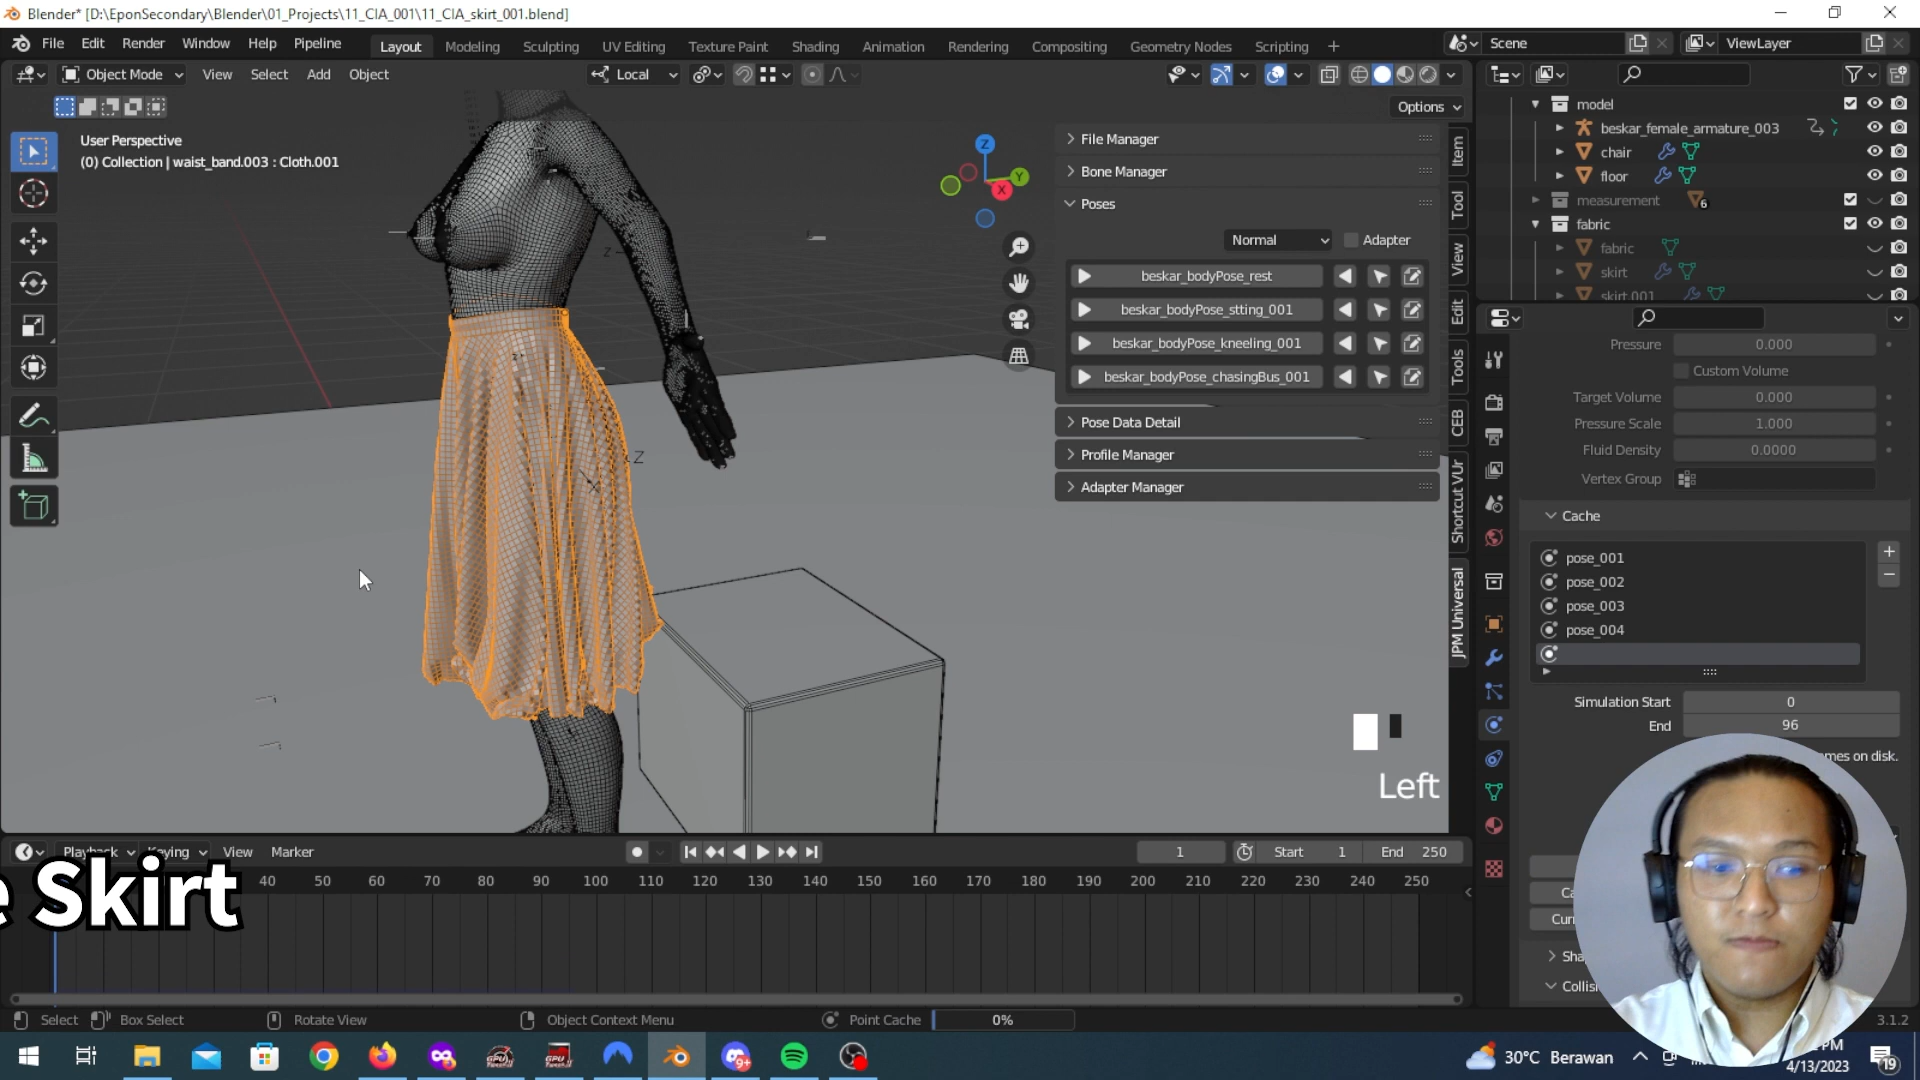 Blender* [D:\EponSecondary\Blender\01_Projects\11_CIA_001\11_CIA_skirt_001.blend]
File Edit Render Window Help Pipeline
Layout Modeling Sculpting UV Editing Texture Paint Shading Animation Rendering Compositing Geometry Nodes Scripting +
Scene
ViewLayer
Object Mode View Select Add Object
Local
Options
User Perspective
(0) Collection | waist_band.003 : Cloth.001
Z
Y
X
File Manager
Bone Manager
Poses
Normal Adapter
beskar_bodyPose_rest
beskar_bodyPose_stting_001
beskar_bodyPose_kneeling_001
beskar_bodyPose_chasingBus_001
Pose Data Detail
Profile Manager
Adapter Manager
Item
Tool
View
Edit
Tools
CEB
Shortcut VUr
JPM Universal
model
beskar_female_armature_003
chair
floor
measurement 6
fabric
fabric
skirt
skirt.001
Pressure 0.000
Custom Volume
Target Volume 0.000
Pressure Scale 1.000
Fluid Density 0.0000
Vertex Group
Cache
pose_001
pose_002
pose_003
pose_004
Simulation Start 0
End 96
mes on disk.
Ca
Cur
Sha
Collisi
Z
Z
X
Left
Playback Keying View Marker
1
Start 1
End 250
40 50 60 70 80 90 100 110 120 130 140 150 160 170 180 190 200 210 220 230 240 250
e Skirt
Select Box Select Rotate View Object Context Menu Point Cache 0% 3.1.2
9+
30°C Berawan
PM
4/13/2023
19